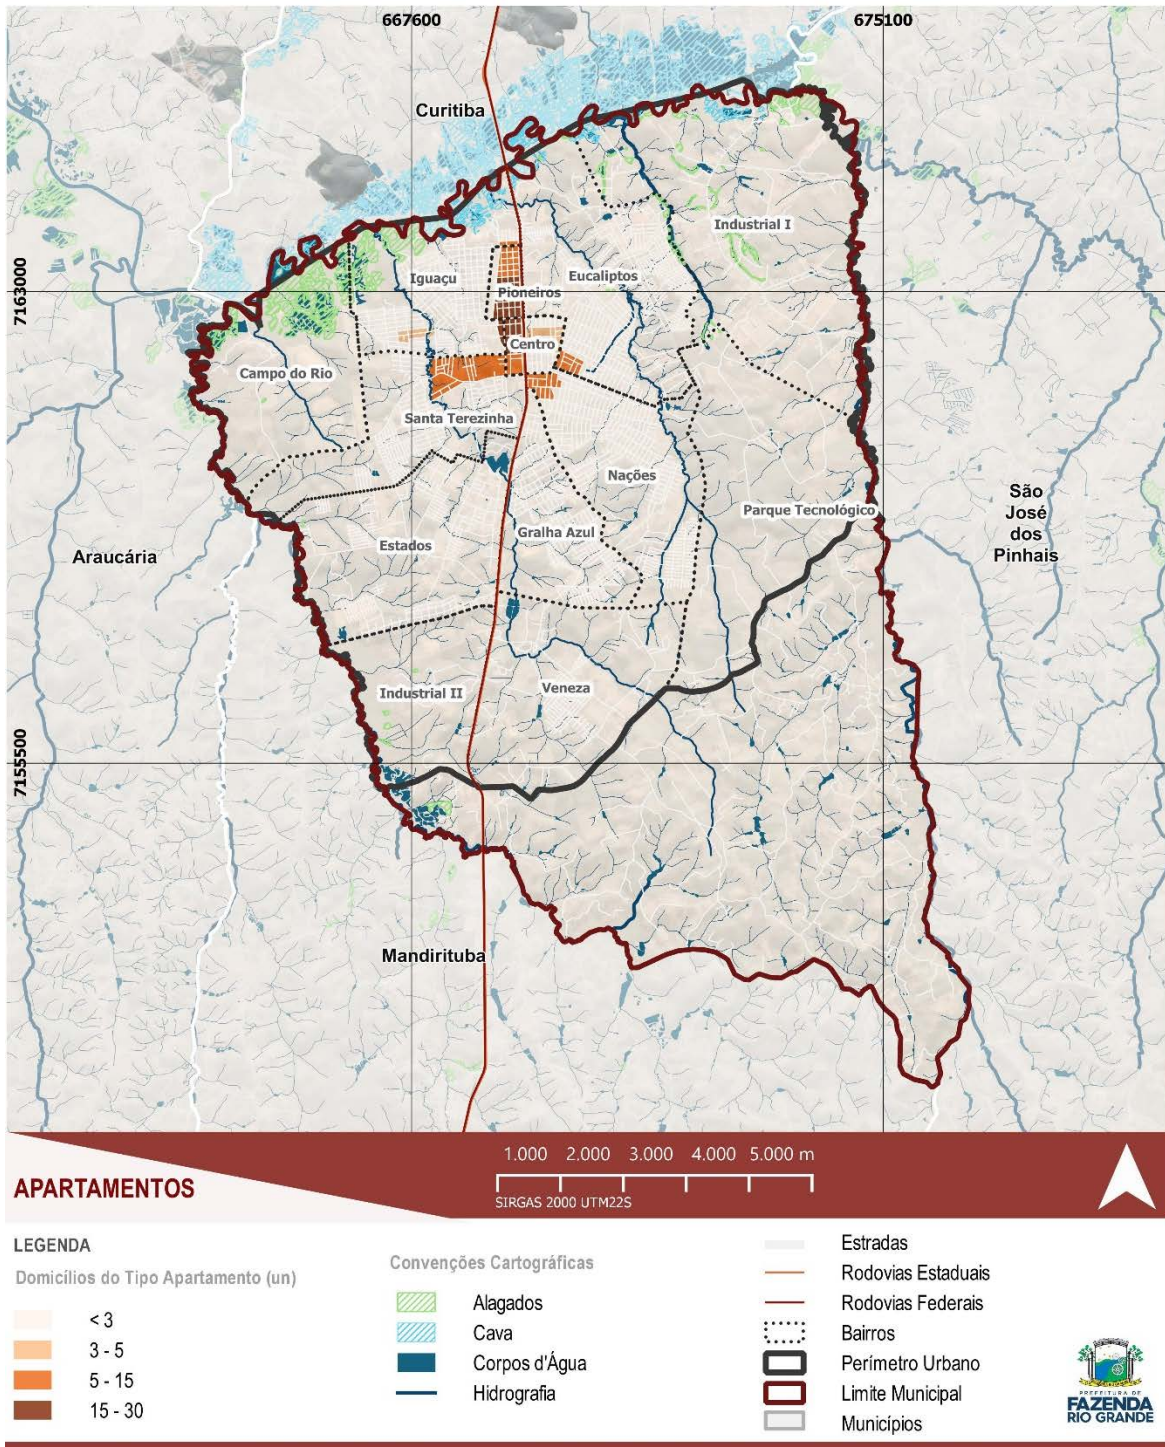 667600
675100
Curitiba
Industrial I
7163000
Iguaçu
Eucaliptos
Pioneiros
Centro
Campo do Rio
Santa Terezinha
Nações
São
José
dos
Pinhais
Parque Tecnológico
Gralha Azul
Estados
Araucária
Industrial II
Veneza
7155500
Mandirituba
1.000 2.000 3.000 4.000 5.000 m
SIRGAS 2000 UTM22S
APARTAMENTOS
LEGENDA
Domicílios do Tipo Apartamento (un)
< 3
3 - 5
5 - 15
15 - 30
Convenções Cartográficas
Alagados
Cava
Corpos d'Água
Hidrografia
Estradas
Rodovias Estaduais
Rodovias Federais
Bairros
Perímetro Urbano
Limite Municipal
Municípios
PREFEITURA DE
FAZENDA
RIO GRANDE